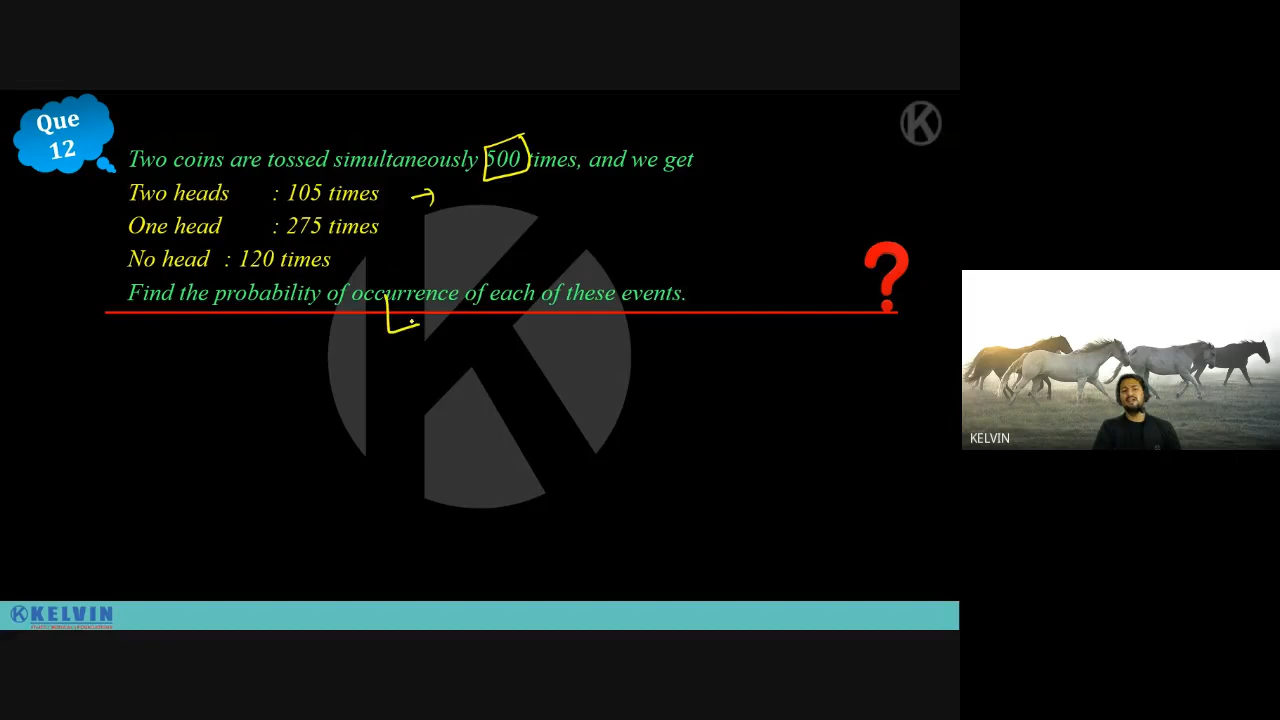 Que
12
Two coins are tossed simultaneously 500 times, and we get
Two heads : 105 times
One head : 275 times
No head : 120 times
Find the probability of occurrence of each of these events.
?
K
KELVIN
KELVIN